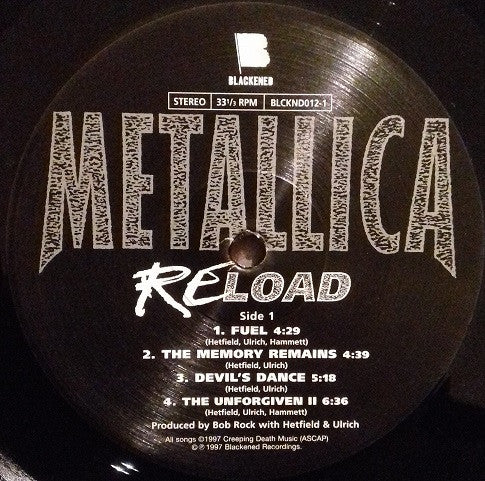 B
BLACKENED
STEREO 33⅓ RPM BLCKND012-1
METALLICA
RELOAD
Side 1
1. FUEL 4:29
(Hetfield, Ulrich, Hammett)
2. THE MEMORY REMAINS 4:39
(Hetfield, Ulrich)
3. DEVIL'S DANCE 5:18
(Hetfield, Ulrich)
4. THE UNFORGIVEN II 6:36
(Hetfield, Ulrich, Hammett)
Produced by Bob Rock with Hetfield & Ulrich
All songs ©1997 Creeping Death Music (ASCAP)
©℗ 1997 Blackened Recordings.